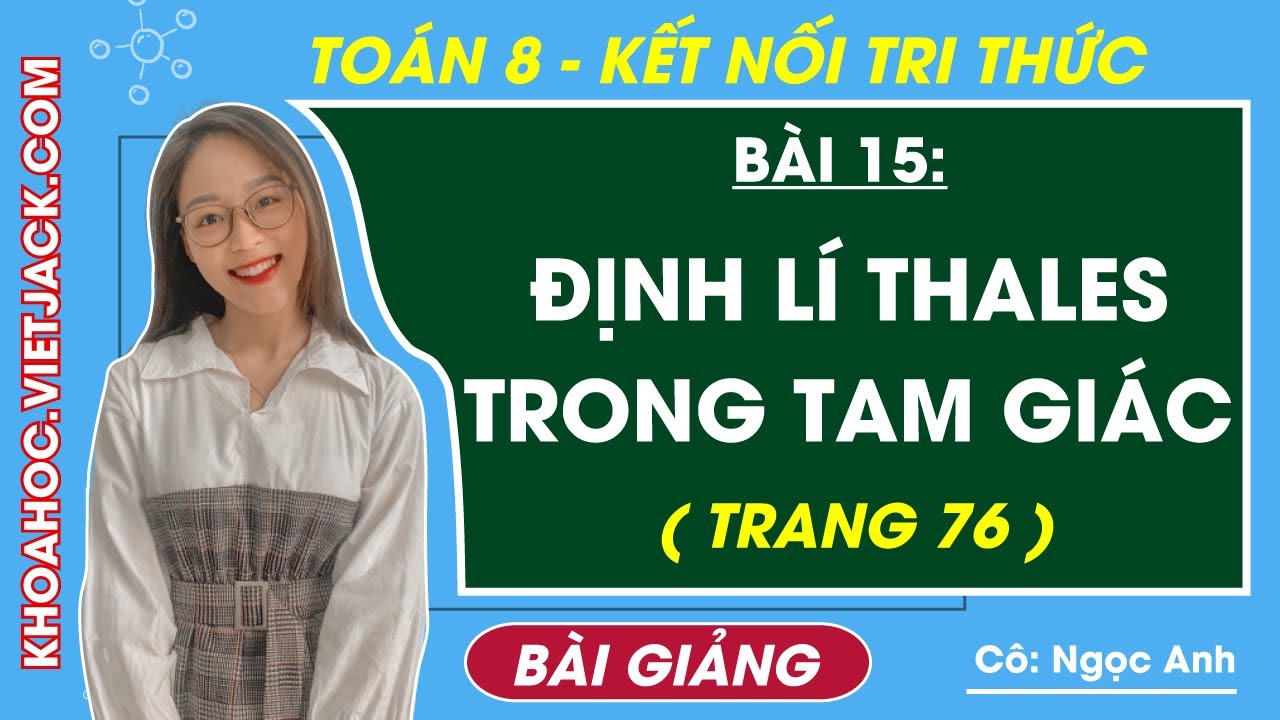 KHOAHOC.VIETJACK.COM
TOÁN 8 - KẾT NỐI TRI THỨC
BÀI 15:
ĐỊNH LÍ THALES
TRONG TAM GIÁC
( TRANG 76 )
BÀI GIẢNG
Cô: Ngọc Anh